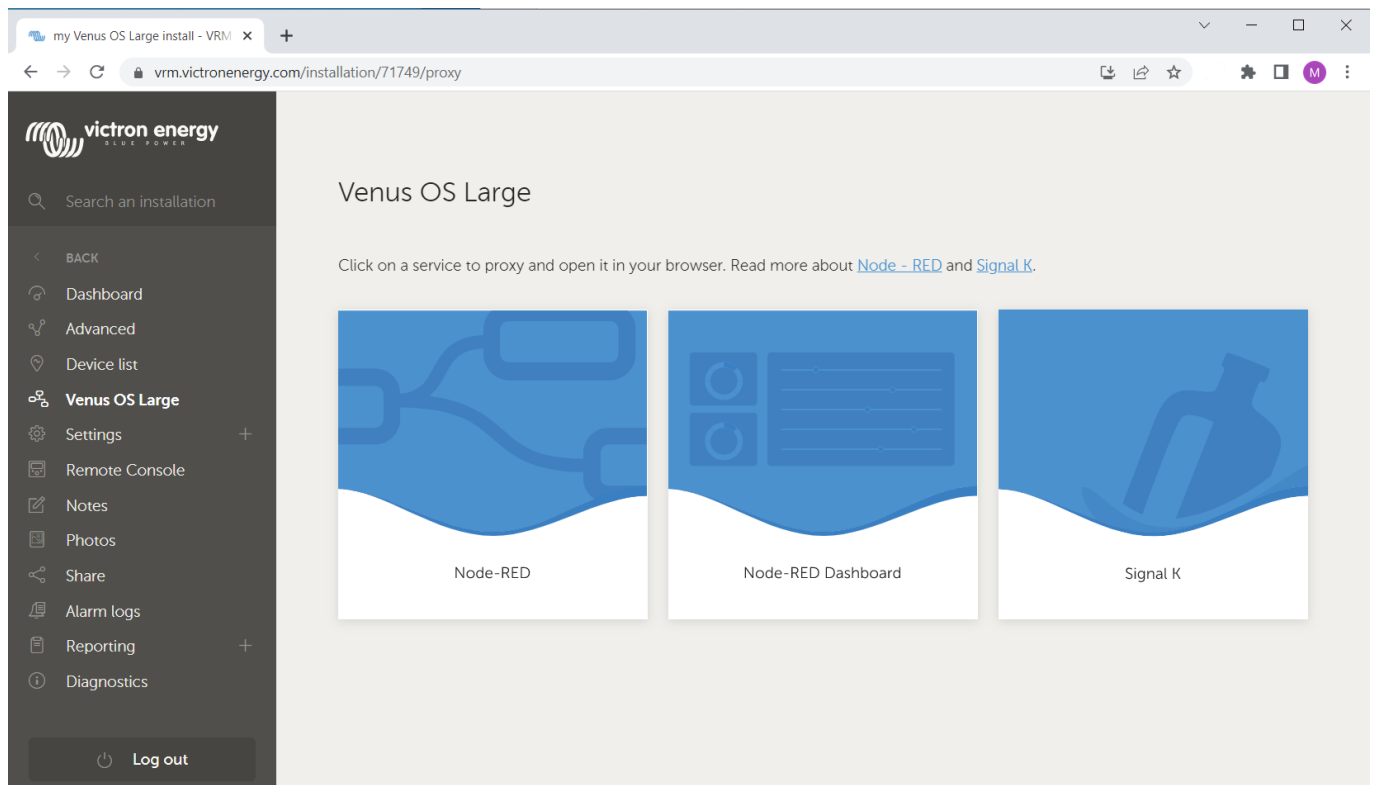 my Venus OS Large install - VRM
vrm.victronenergy.com/installation/71749/proxy
M
victron energy
BLUE POWER
Search an installation
BACK
Dashboard
Advanced
Device list
Venus OS Large
Settings
Remote Console
Notes
Photos
Share
Alarm logs
Reporting
Diagnostics
Log out
Venus OS Large
Click on a service to proxy and open it in your browser. Read more about Node - RED and Signal K.
Node-RED
Node-RED Dashboard
Signal K